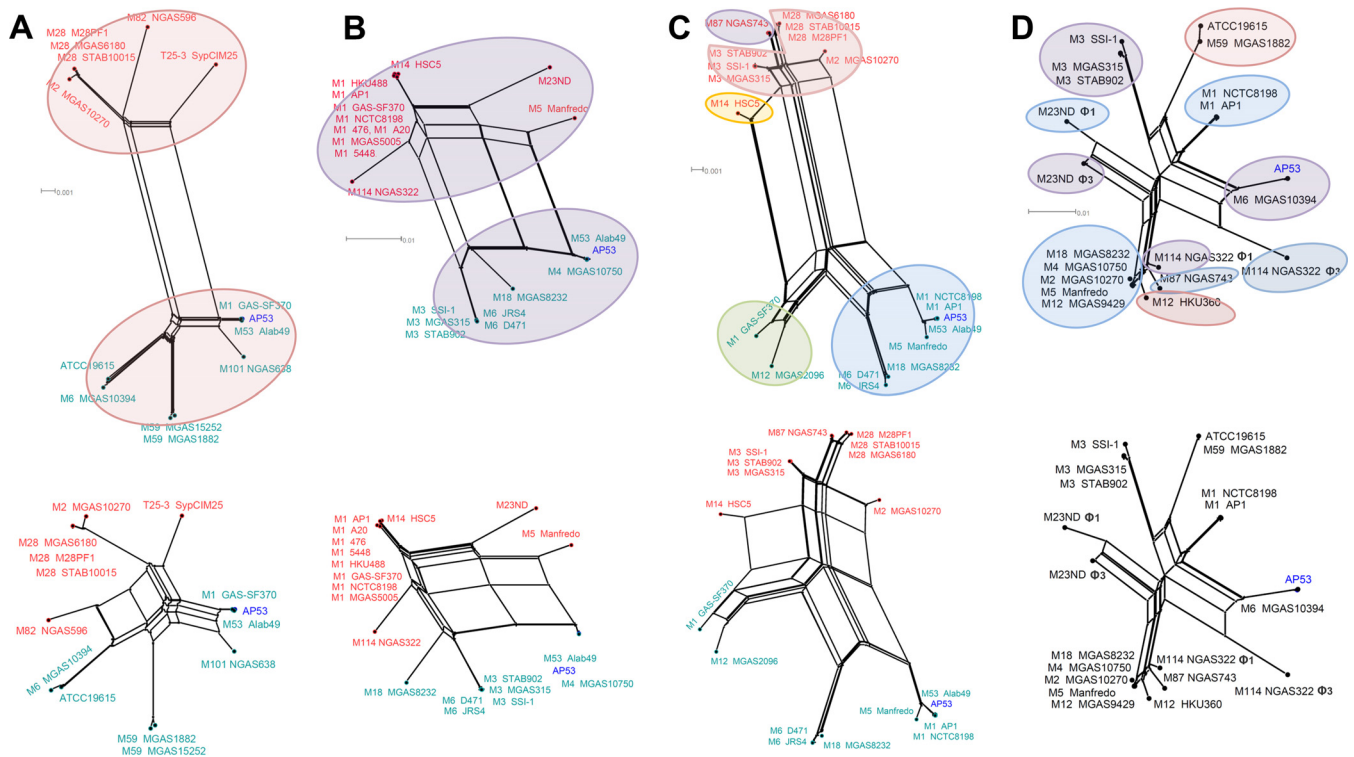 A
M82 NGAS596
M28 M28PF1
M28 MGAS6180
M28 STAB10015
T25-3 SypCIM25
M2 MGAS10270
0.001
M1 GAS-SF370
AP53
M53 Alab49
M101 NGAS638
ATCC19615
M6 MGAS10394
M59 MGAS15252
M59 MGAS1882
M2 MGAS10270
T25-3 SypCIM25
M28 MGAS6180
M28 M28PF1
M28 STAB10015
M82 NGAS596
M1 GAS-SF370
AP53
M53 Alab49
M101 NGAS638
M6 MGAS10394
ATCC19615
M59 MGAS1882
M59 MGAS15252
B
M14 HSC5
M1 HKU488
M1 AP1
M1 GAS-SF370
M1 NCTC8198
M1 476, M1 A20
M1 MGAS5005
M1 5448
M23ND
M5 Manfredo
M114 NGAS322
0.01
M53 Alab49
AP53
M4 MGAS10750
M18 MGAS8232
M3 SSI-1
M3 MGAS315
M3 STAB902
M6 JRS4
M6 D471
M1 AP1
M14 HSC5
M1 A20
M1 476
M1 5448
M1 HKU488
M1 GAS-SF370
M1 NCTC8198
M1 MGAS5005
M23ND
M5 Manfredo
M114 NGAS322
M18 MGAS8232
M53 Alab49
AP53
M4 MGAS10750
M3 STAB902
M3 MGAS315
M3 SSI-1
M6 D471
M6 JRS4
C
M87 NGAS743
M28 MGAS6180
M28 STAB10015
M28 M28PF1
M3 STAB902
M3 SSI-1
M3 MGAS315
M2 MGAS10270
M14 HSC5
0.001
M1 GAS-SF370
M12 MGAS2096
M1 NCTC8198
M1 AP1
AP53
M53 Alab49
M5 Manfredo
M18 MGAS8232
M6 D471
M6 JRS4
M87 NGAS743
M28 M28PF1
M28 STAB10015
M28 MGAS6180
M3 SSI-1
M3 STAB902
M3 MGAS315
M14 HSC5
M2 MGAS10270
M1 GAS-SF370
M12 MGAS2096
M53 Alab49
AP53
M5 Manfredo
M1 AP1
M1 NCTC8198
M6 D471
M6 JRS4
M18 MGAS8232
D
ATCC19615
M59 MGAS1882
M3 SSI-1
M3 MGAS315
M3 STAB902
M1 NCTC8198
M1 AP1
M23ND Φ1
M23ND Φ3
AP53
M6 MGAS10394
0.01
M18 MGAS8232
M4 MGAS10750
M2 MGAS10270
M5 Manfredo
M12 MGAS9429
M114 NGAS322 Φ1
M87 NGAS743
M114 NGAS322 Φ3
M12 HKU360
M3 SSI-1
M3 MGAS315
M3 STAB902
ATCC19615
M59 MGAS1882
M1 NCTC8198
M1 AP1
M23ND Φ1
M23ND Φ3
AP53
M6 MGAS10394
M18 MGAS8232
M4 MGAS10750
M2 MGAS10270
M5 Manfredo
M12 MGAS9429
M114 NGAS322 Φ1
M87 NGAS743
M114 NGAS322 Φ3
M12 HKU360